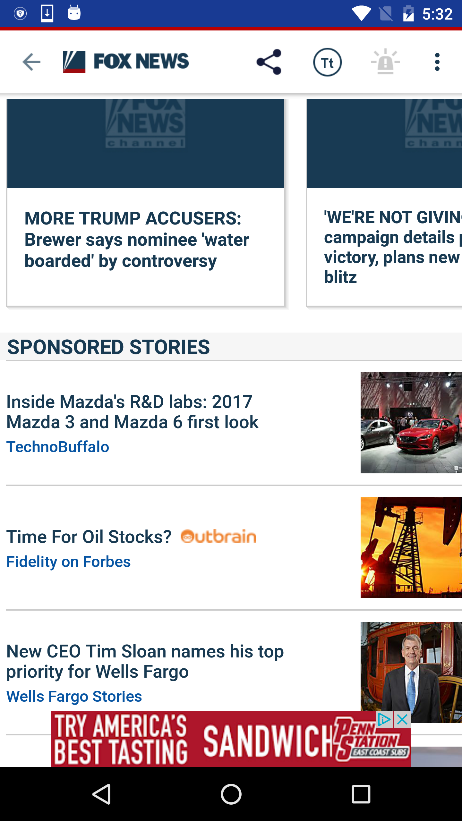 5:32
FOX NEWS
Tt
FOX
NEWS
channel
MORE TRUMP ACCUSERS:
Brewer says nominee 'water
boarded' by controversy
FOX
NEWS
channel
'WE'RE NOT GIVIN
campaign details
victory, plans new
blitz
SPONSORED STORIES
Inside Mazda's R&D labs: 2017
Mazda 3 and Mazda 6 first look
TechnoBuffalo
Time For Oil Stocks? Outbrain
Fidelity on Forbes
New CEO Tim Sloan names his top
priority for Wells Fargo
Wells Fargo Stories
TRY AMERICA'S
BEST TASTING
SANDWICH
PENN
STATION
EAST COAST SUBS